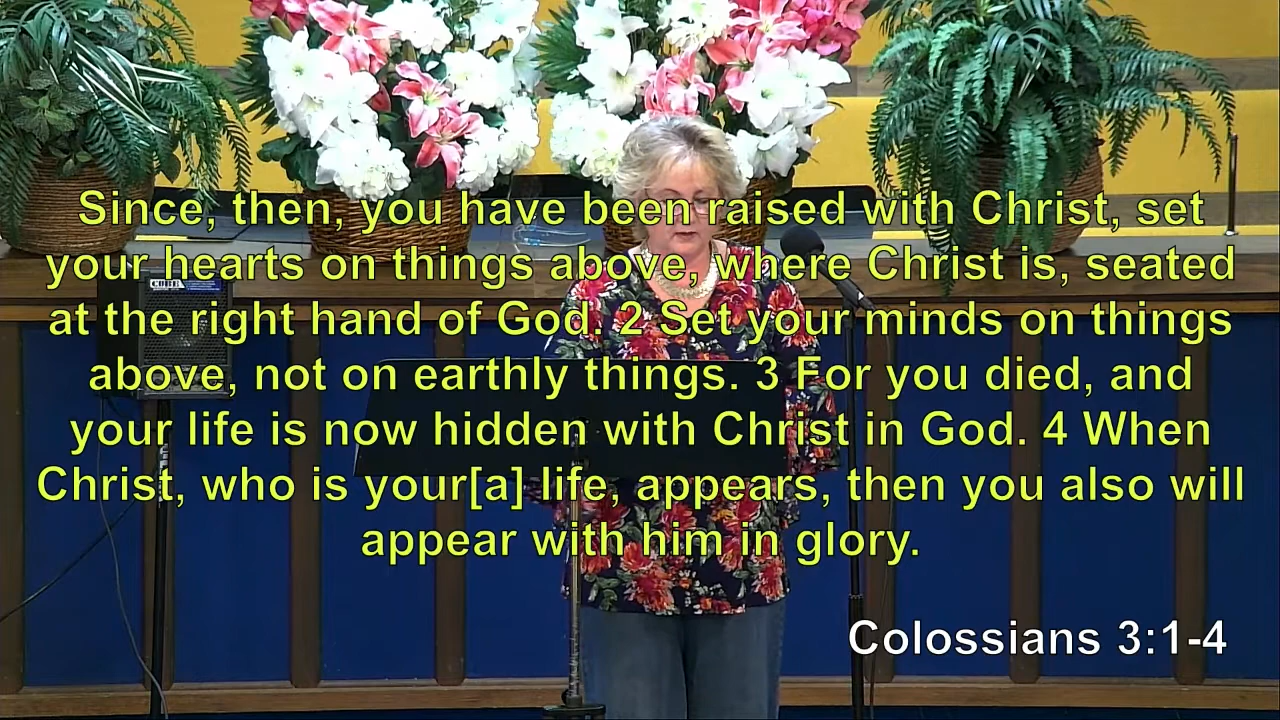 Since, then, you have been raised with Christ, set
your hearts on things above, where Christ is, seated
at the right hand of God. 2 Set your minds on things
above, not on earthly things. 3 For you died, and
your life is now hidden with Christ in God. 4 When
Christ, who is your[a] life, appears, then you also will
appear with him in glory.
Colossians 3:1-4